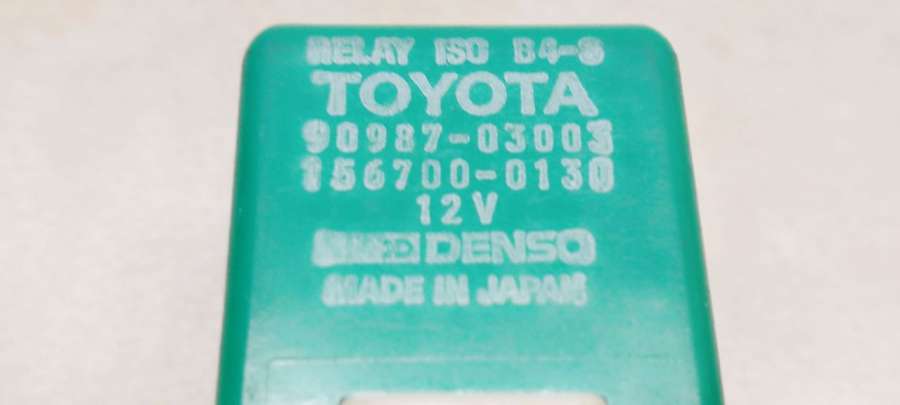 RELAY ISO B4-S
TOYOTA
90987-03003
156700-0130
12V
DENSO
MADE IN JAPAN